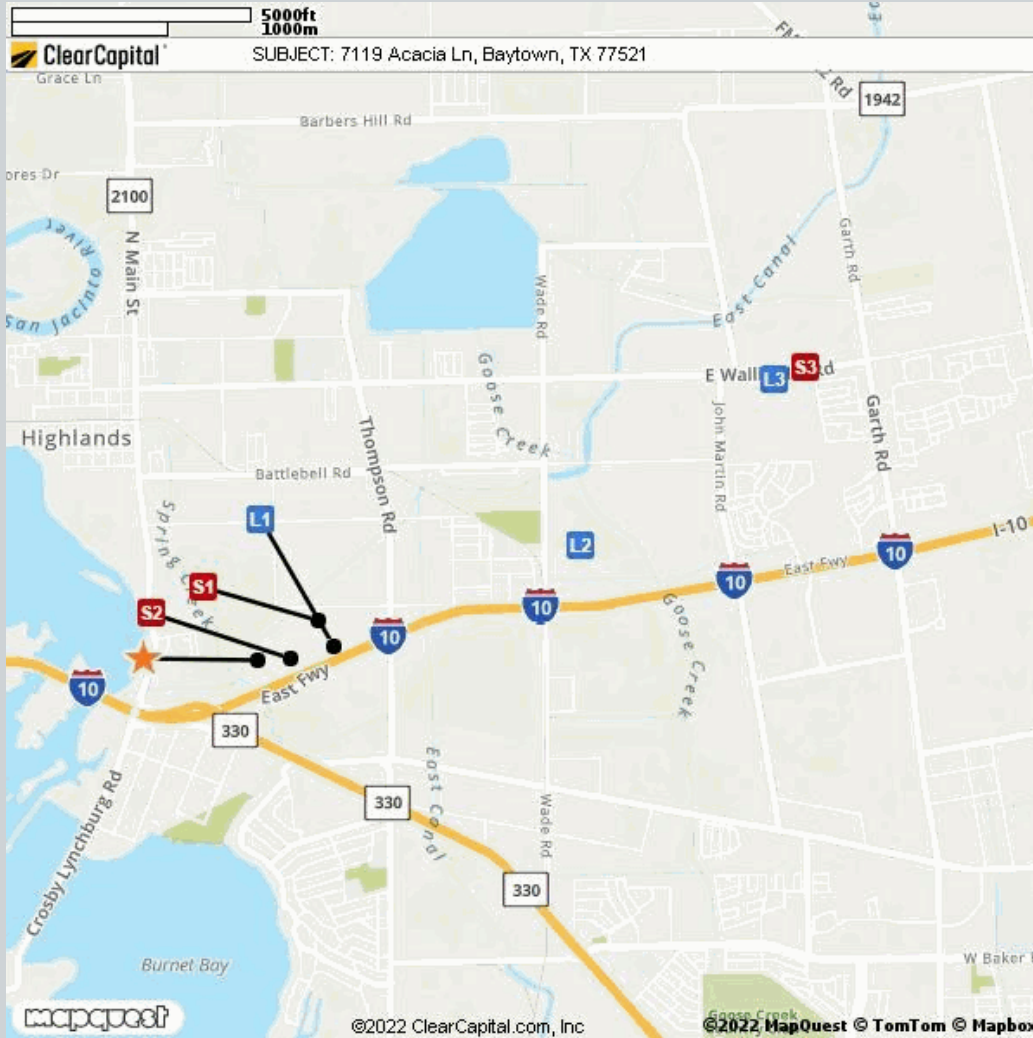 5000ft
1000m
ClearCapital
SUBJECT: 7119 Acacia Ln, Baytown, TX 77521
Grace Ln
1942
Barbers Hill Rd
ores Dr
2100
N Main St
San Jacinto River
Garth Rd
East Canal
Wade Rd
Goose Creek
E Wall
L3
S3
Rd
John Martin Rd
Garth Rd
Highlands
Thompson Rd
Battlebell Rd
Spring Creek
L1
L2
I-10
10
East Fwy
10
S1
S2
10
10
Goose Creek
10
East Fwy
330
East Canal
330
Wade Rd
330
Crosby Lynchburg Rd
Burnet Bay
W Baker
Goose Creek
mapquest
©2022 ClearCapital.com, Inc
©2022 MapQuest © TomTom © Mapbox